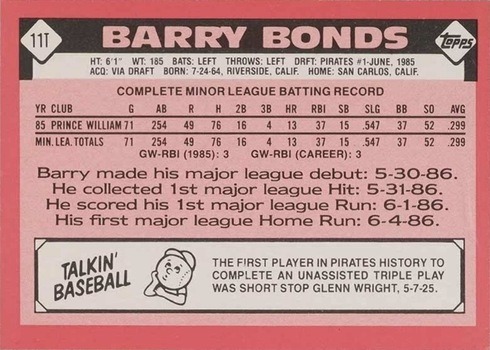 11T
BARRY BONDS
Topps
HT: 6'1" WT: 185 BATS: LEFT THROWS: LEFT DRFT: PIRATES #1-JUNE, 1985
ACQ: VIA DRAFT BORN: 7-24-64, RIVERSIDE, CALIF. HOME: SAN CARLOS, CALIF.
COMPLETE MINOR LEAGUE BATTING RECORD
YR CLUB G AB R H 2B 3B HR RBI SB SLG BB SO AVG
85 PRINCE WILLIAM 71 254 49 76 16 4 13 37 15 .547 37 52 .299
MIN. LEA. TOTALS 71 254 49 76 16 4 13 37 15 .547 37 52 .299
GW-RBI (1985): 3 GW-RBI (CAREER): 3
Barry made his major league debut: 5-30-86.
He collected 1st major league Hit: 5-31-86.
He scored his 1st major league Run: 6-1-86.
His first major league Home Run: 6-4-86.
TALKIN'
BASEBALL
THE FIRST PLAYER IN PIRATES HISTORY TO
COMPLETE AN UNASSISTED TRIPLE PLAY
WAS SHORT STOP GLENN WRIGHT, 5-7-25.